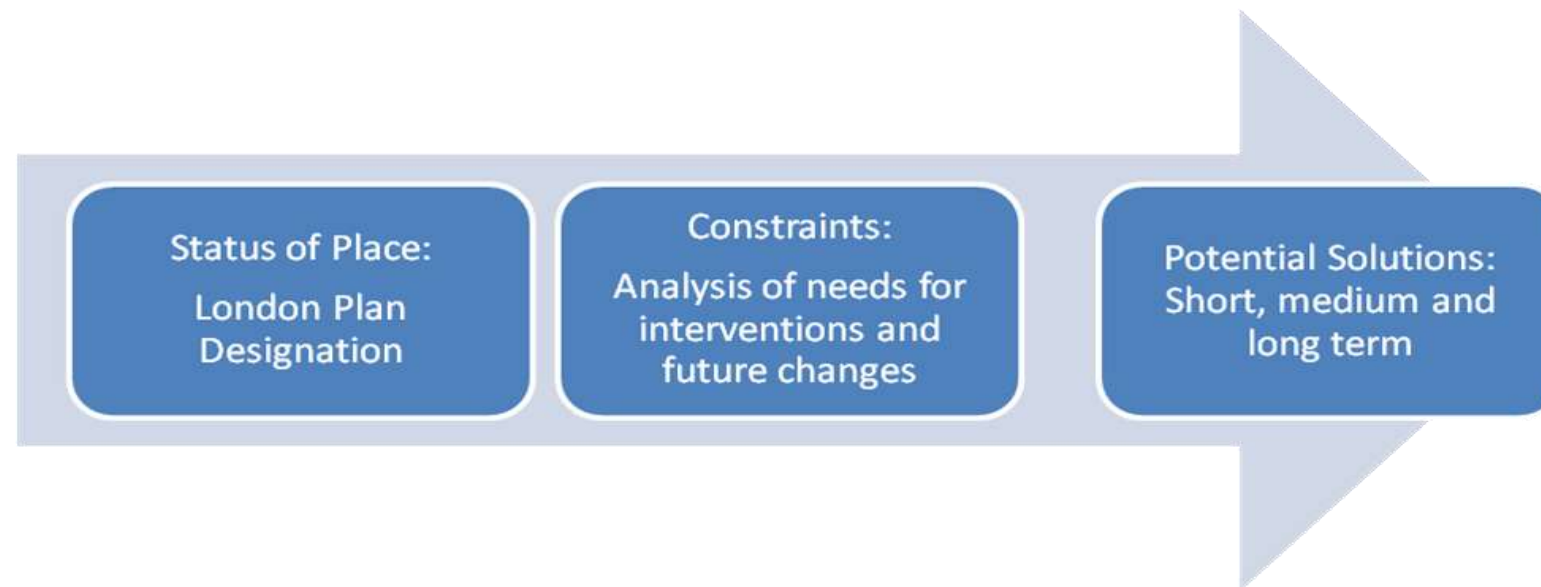 Status of Place:
London Plan
Designation
Constraints:
Analysis of needs for
interventions and
future changes
Potential Solutions:
Short, medium and
long term